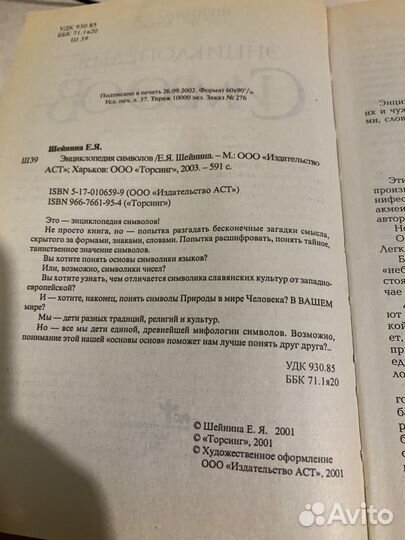 УДК 930.85
ББК 71.1я20
Ш 39
Подписано в печать 26.09.2002. Формат 60х90¹/₁₆
Усл. печ. л. 37. Тираж 10000 экз. Заказ № 276
Шейнина Е.Я.
Ш39 Энциклопедия символов /Е.Я. Шейнина. – М.: ООО «Издательство
АСТ»; Харьков: ООО «Торсинг», 2003. – 591 с.
ISBN 5-17-010659-9 (ООО «Издательство АСТ»)
ISBN 966-7661-95-4 («Торсинг»)
Это — энциклопедия символов!
Не просто книга, но — попытка разгадать бесконечные загадки смысла,
скрытого за формами, знаками, словами. Попытка расшифровать, понять тайное,
таинственное значение символов.
Вы хотите понять основы символики языков?
Или, возможно, символики чисел?
Вы хотите узнать, чем отличается символика славянских культур от западно-
европейской?
И — хотите, наконец, понять символы Природы в мире Человека? В ВАШЕМ
мире?
Мы — дети разных традиций, религий и культур.
Но — все мы дети единой, древнейшей мифологии символов. Возможно,
понимание этой нашей «основы основ» поможет нам лучше понять друг друга?..
УДК 930.85
ББК 71.1я20
© Шейнина Е. Я. 2001
© «Торсинг», 2001
© Художественное оформление
ООО «Издательство АСТ», 2001
Avito